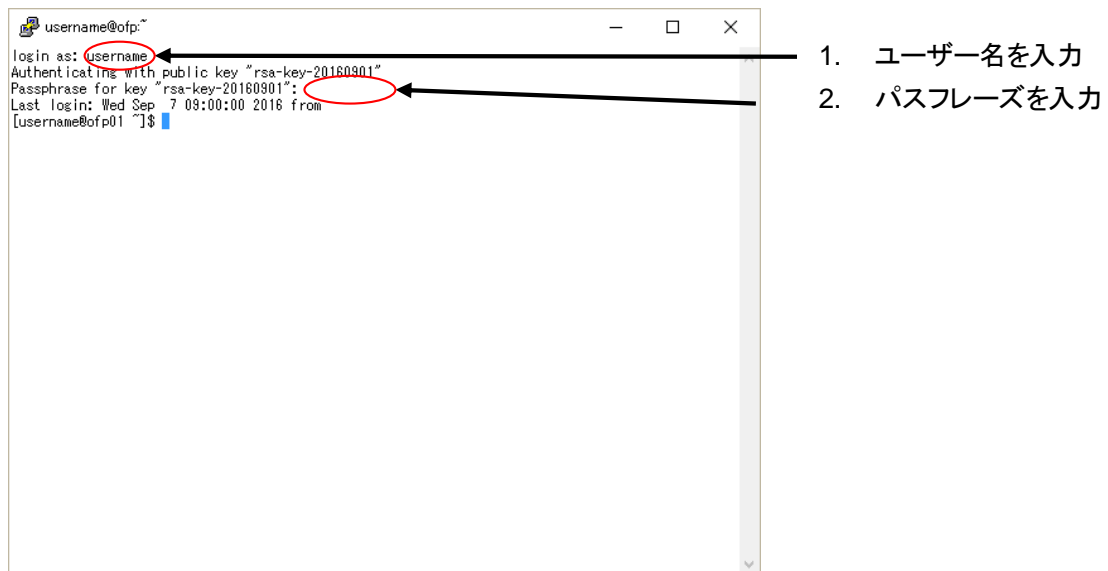 username@ofp:~
login as: username
Authenticating with public key "rsa-key-20160901"
Passphrase for key "rsa-key-20160901":
Last login: Wed Sep  7 09:00:00 2016 from
[username@ofp01 ~]$
1. ユーザー名を入力
2. パスフレーズを入力